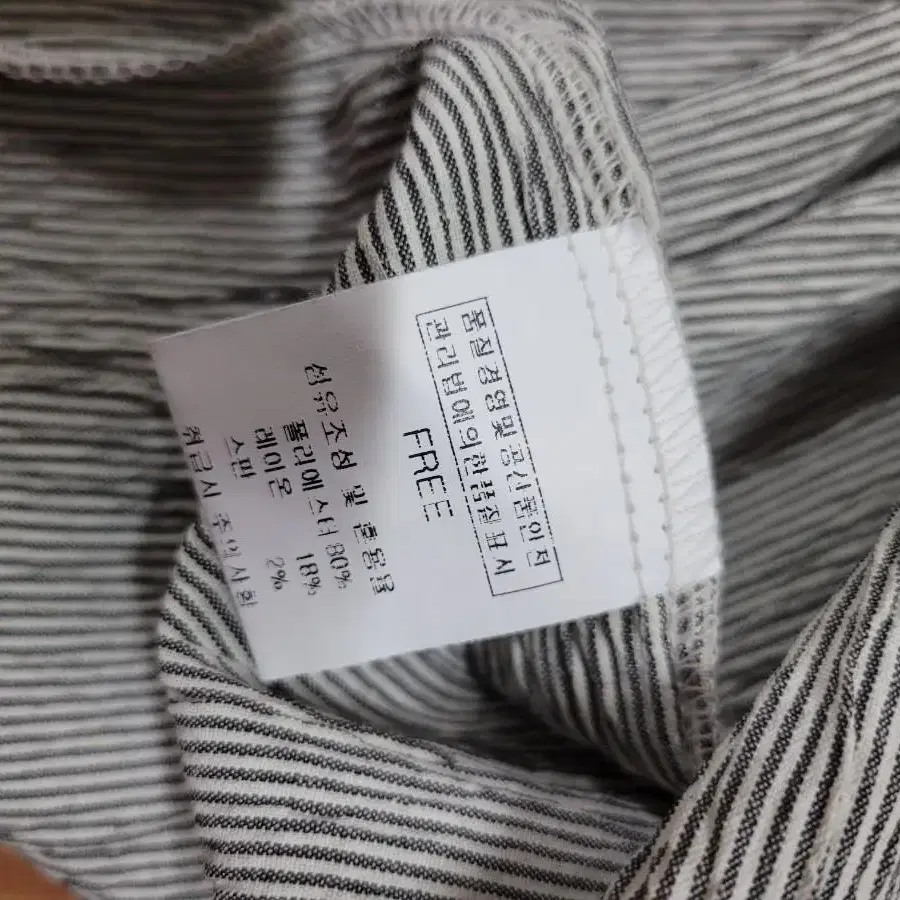 품질경영및 공산품안전
관리법에의한품질표시
FREE
섬유조성 및 혼용율
폴리에스터 80%
레이온 18%
스판 2%
취급시 주의사항